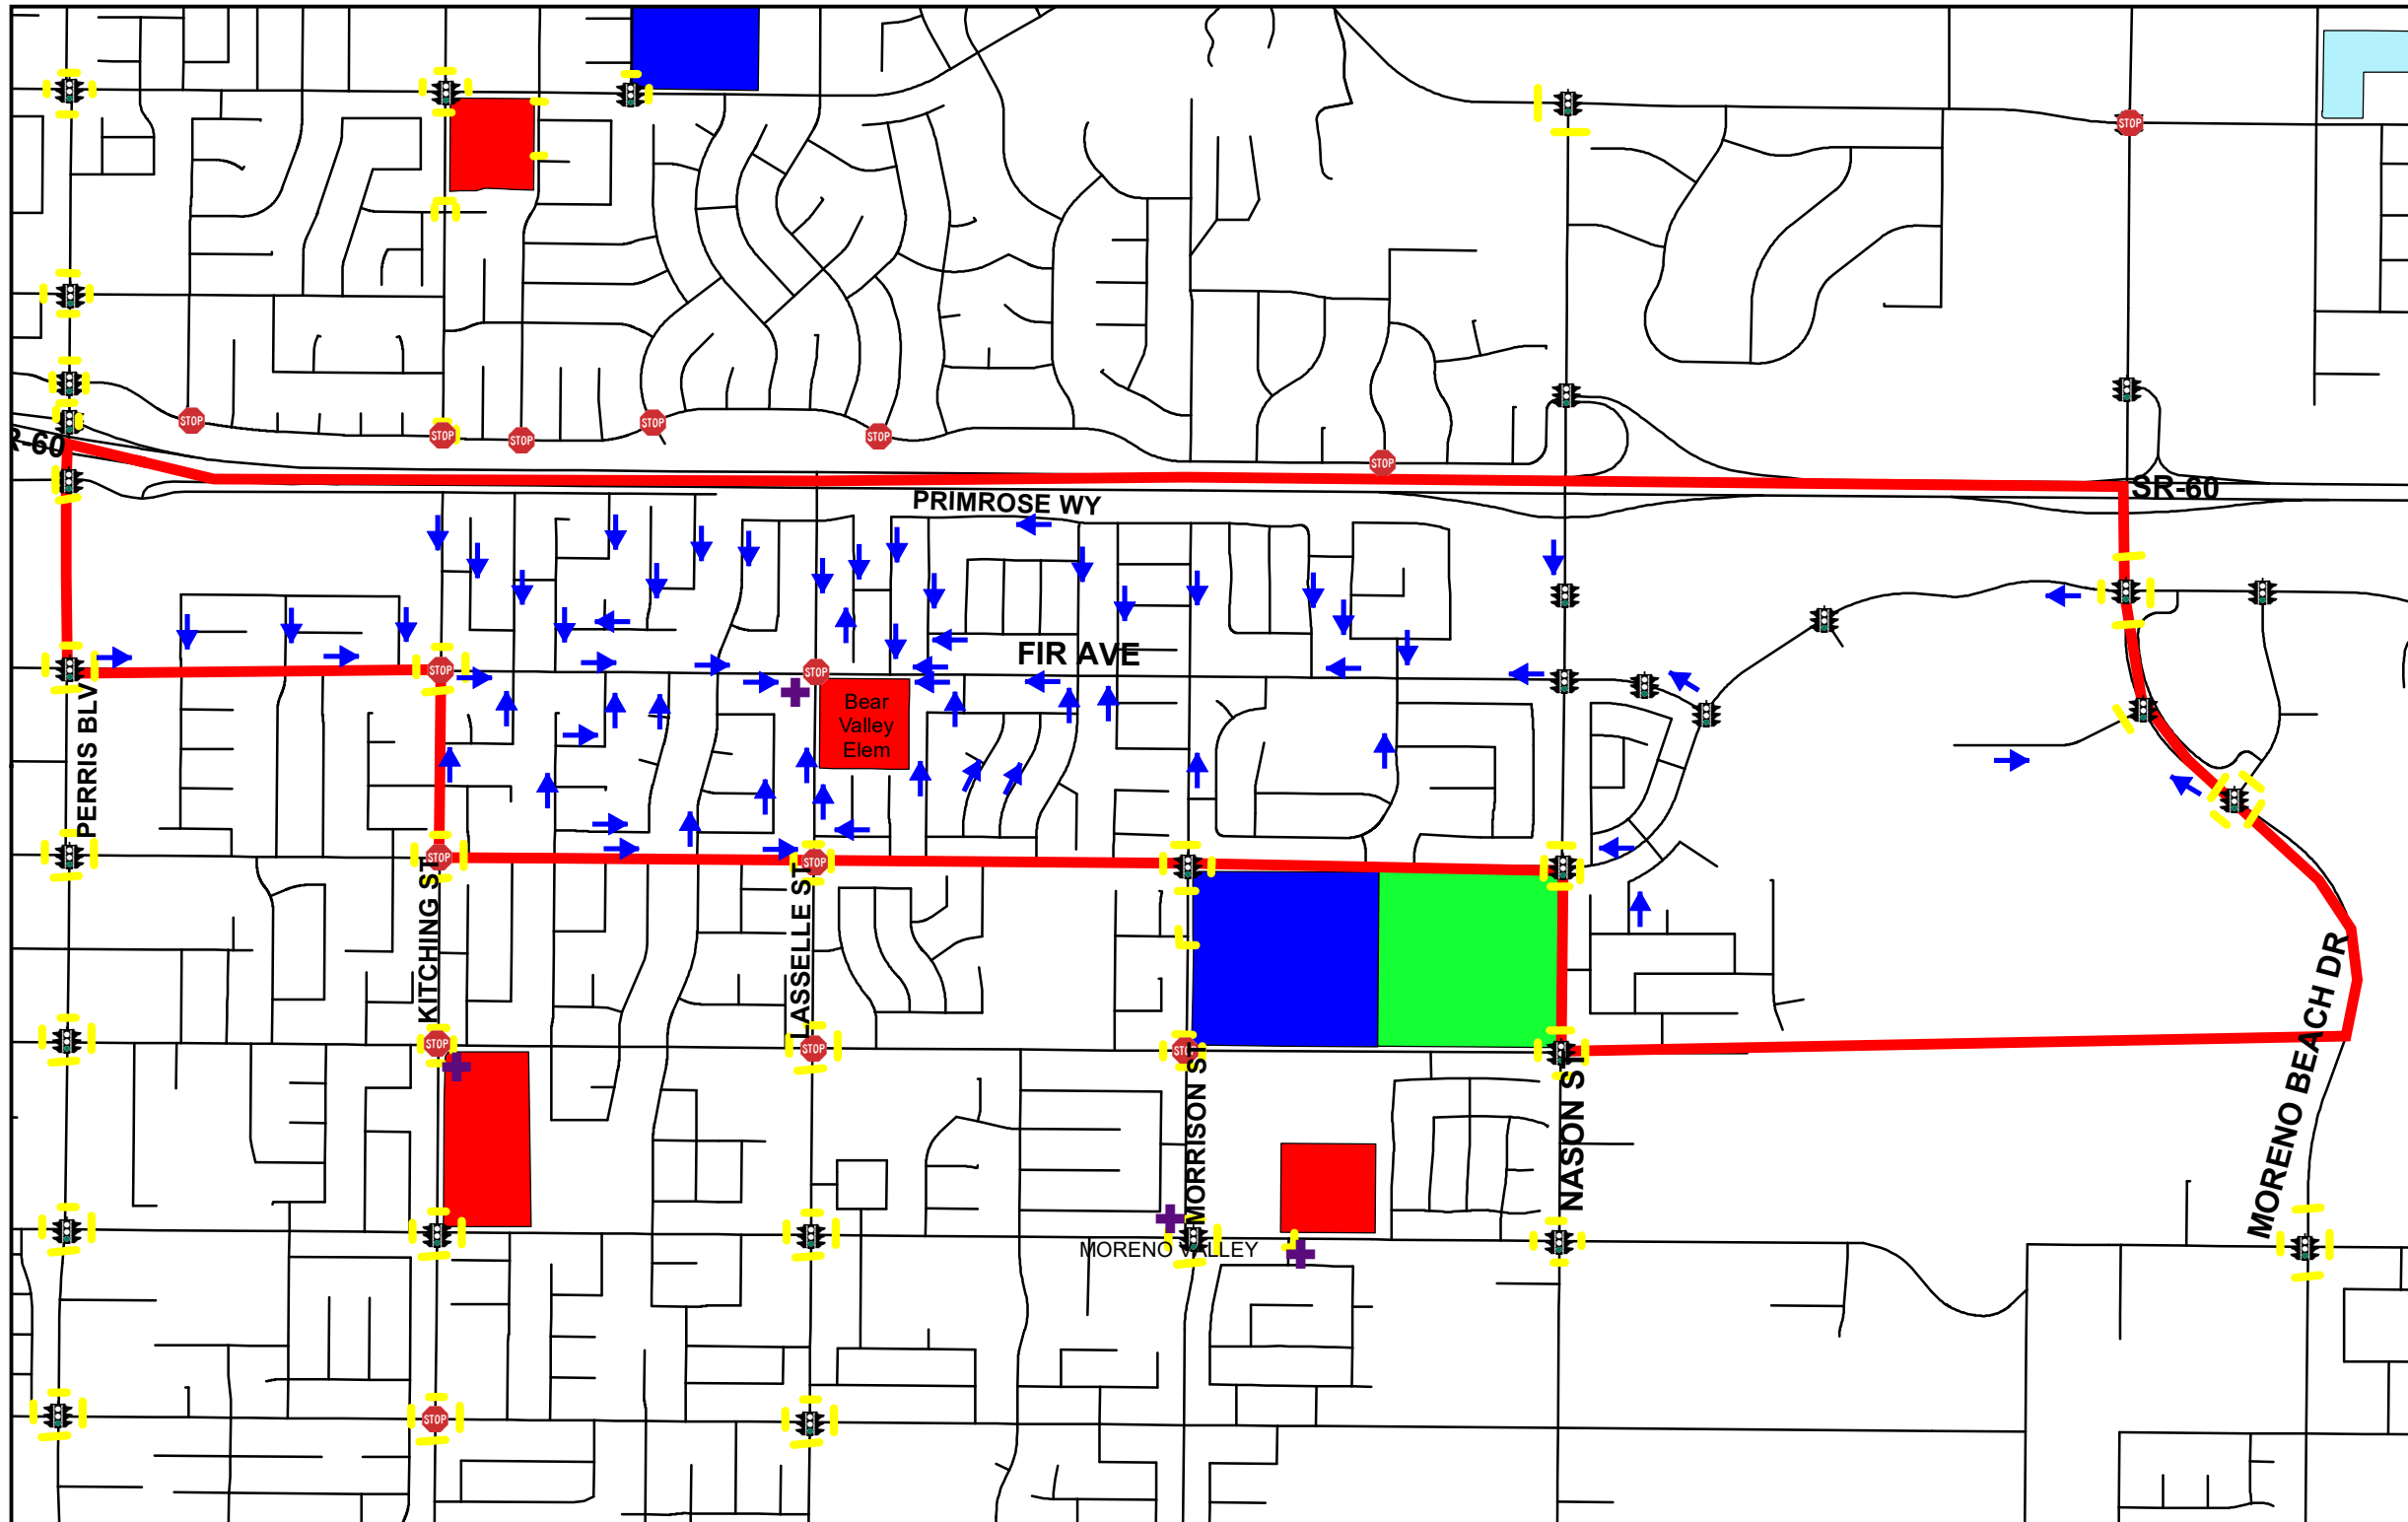 STOP
STOP
STOP
STOP
STOP
STOP
STOP
R-60
SR-60
PRIMROSE WY
FIR AVE
STOP
STOP
Bear
Valley
Elem
PERRIS BLV
STOP
STOP
KITCHING ST
LASSELLE ST
MORENO BEACH DR
STOP
STOP
STOP
MORRISON ST
NASON ST
MORENO VALLEY
STOP